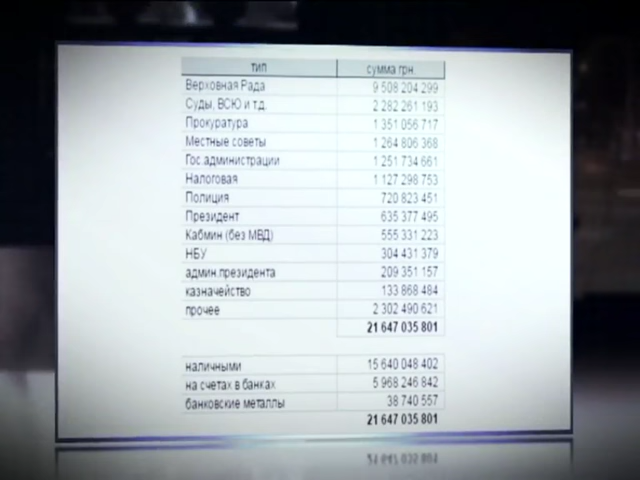 тип сумма грн.
Верховная Рада 9 508 204 299
Суды, ВСЮ и т.д. 2 282 261 193
Прокуратура 1 351 056 717
Местные советы 1 264 806 368
Гос.администрации 1 251 734 661
Налоговая 1 127 298 753
Полиция 720 823 451
Президент 635 377 495
Кабмин (без МВД) 555 331 223
НБУ 304 431 379
админ.президента 209 351 157
казначейство 133 868 484
прочее 2 302 490 621
21 647 035 801
наличными 15 640 048 402
на счетах в банках 5 968 246 842
банковские металлы 38 740 557
21 647 035 801